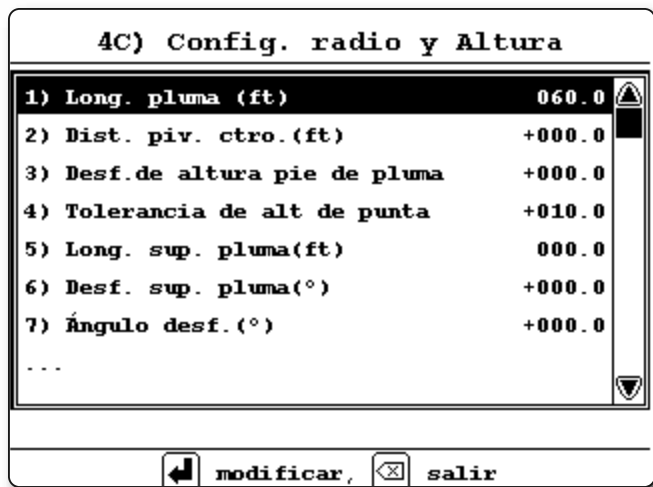 4C) Config. radio y Altura
1) Long. pluma (ft) 060.0
2) Dist. piv. ctro.(ft) +000.0
3) Desf.de altura pie de pluma +000.0
4) Tolerancia de alt de punta +010.0
5) Long. sup. pluma(ft) 000.0
6) Desf. sup. pluma(°) +000.0
7) Ángulo desf.(°) +000.0
...
modificar, salir